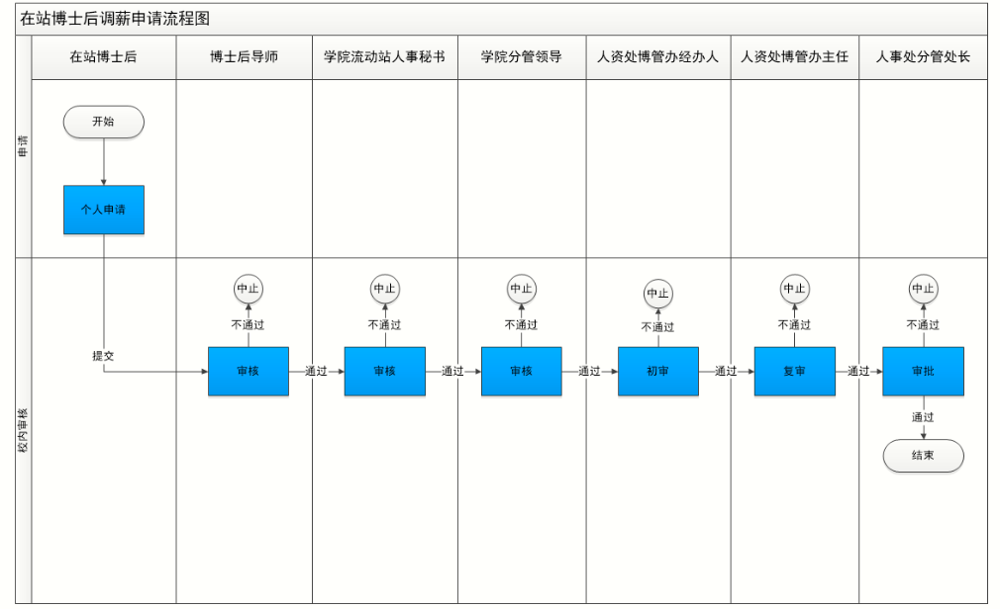 在站博士后调薪申请流程图
在站博士后
博士后导师
学院流动站人事秘书
学院分管领导
人资处博管办经办人
人资处博管办主任
人事处分管处长
申请
开始
个人申请
校内审核
中止
中止
中止
中止
中止
中止
不通过
不通过
不通过
不通过
不通过
不通过
提交
审核
通过
审核
通过
审核
通过
初审
通过
复审
通过
审批
通过
结束